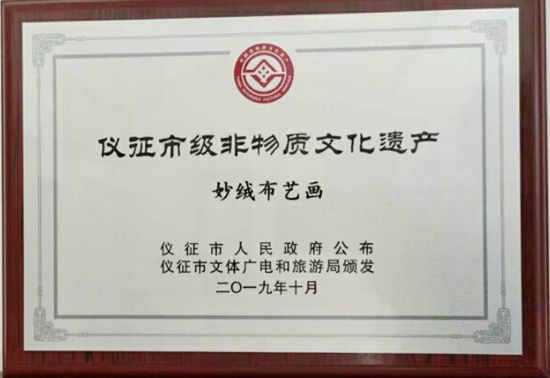 仪征市级非物质文化遗产
妙绒布艺画
仪征市人民政府公布
仪征市文体广电和旅游局颁发
二〇一九年十月